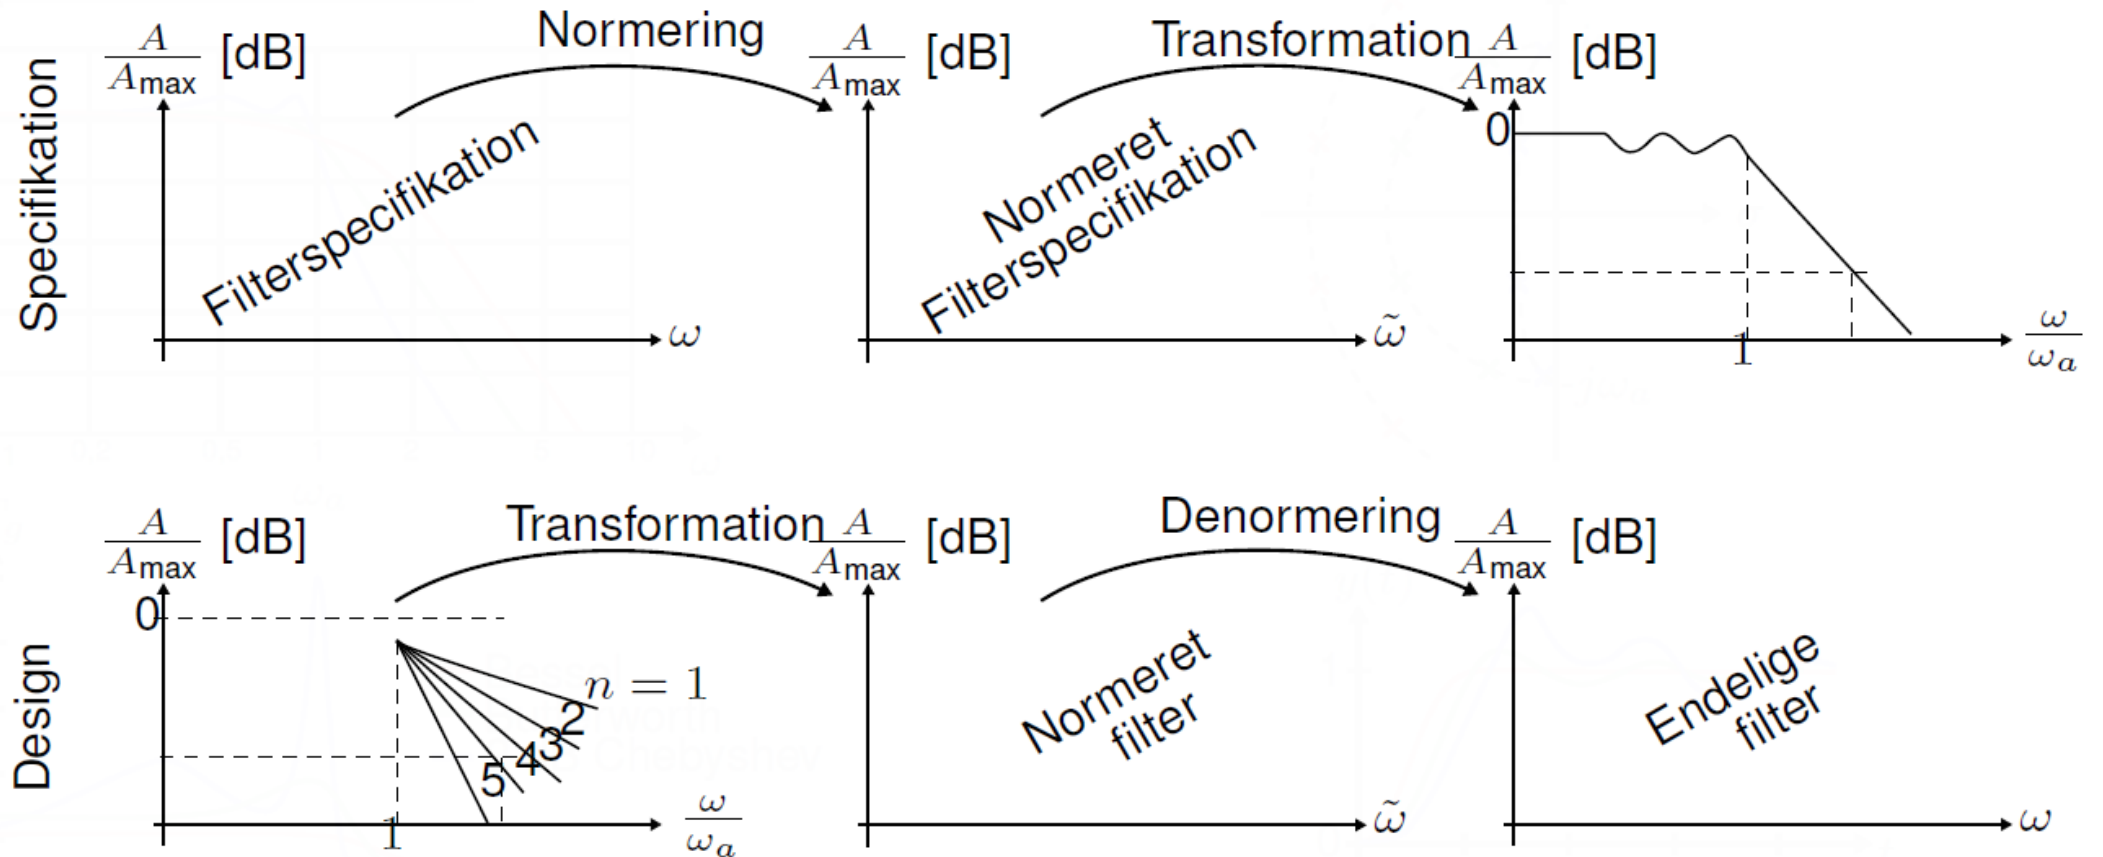 Specifikation
A
Amax [dB]
Normering
A
Amax [dB]
Transformation
A
Amax [dB]
Filterspecifikation
ω
Normeret
Filterspecifikation
ω̃
0
1
ω
ωa
Design
A
Amax [dB]
Transformation
A
Amax [dB]
Denormering
A
Amax [dB]
0
n = 1
2
3
4
5
1
ω
ωa
Normeret
filter
ω̃
Endelige
filter
ω